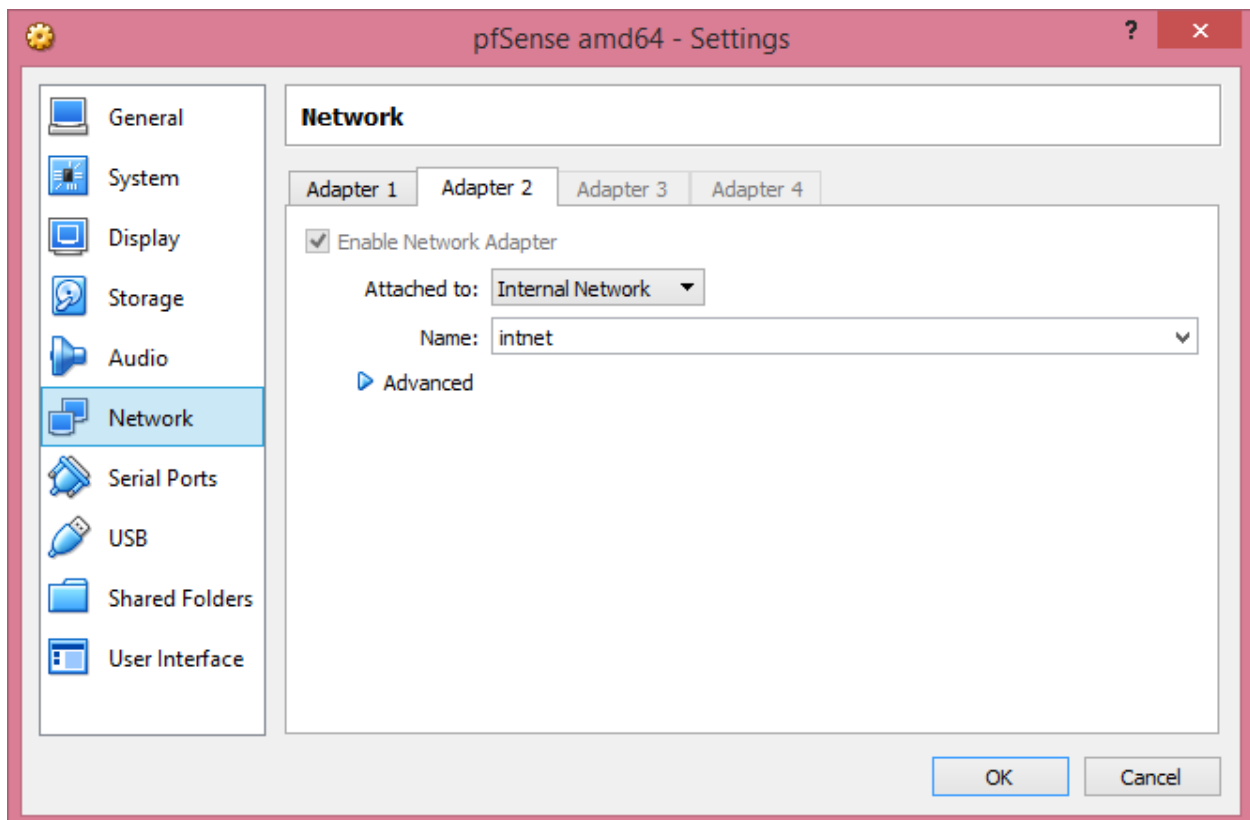 pfSense amd64 - Settings
?
General
System
Display
Storage
Audio
Network
Serial Ports
USB
Shared Folders
User Interface
Network
Adapter 1 Adapter 2 Adapter 3 Adapter 4
Enable Network Adapter
Attached to: Internal Network
Name: intnet
Advanced
OK Cancel